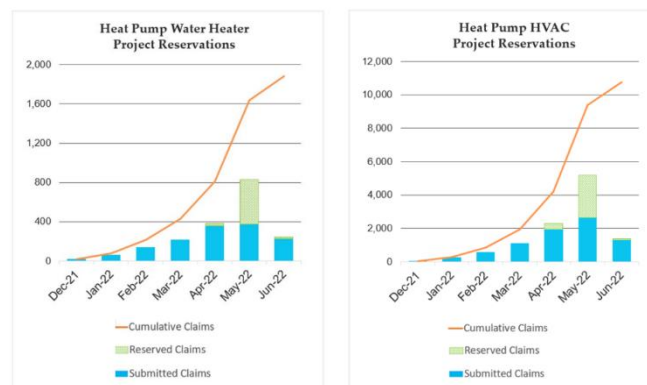 Heat Pump Water Heater
Project Reservations
2,000
1,600
1,200
800
400
0
Dec-21
Jan-22
Feb-22
Mar-22
Apr-22
May-22
Jun-22
Cumulative Claims
Reserved Claims
Submitted Claims
Heat Pump HVAC
Project Reservations
12,000
10,000
8,000
6,000
4,000
2,000
0
Dec-21
Jan-22
Feb-22
Mar-22
Apr-22
May-22
Jun-22
Cumulative Claims
Reserved Claims
Submitted Claims